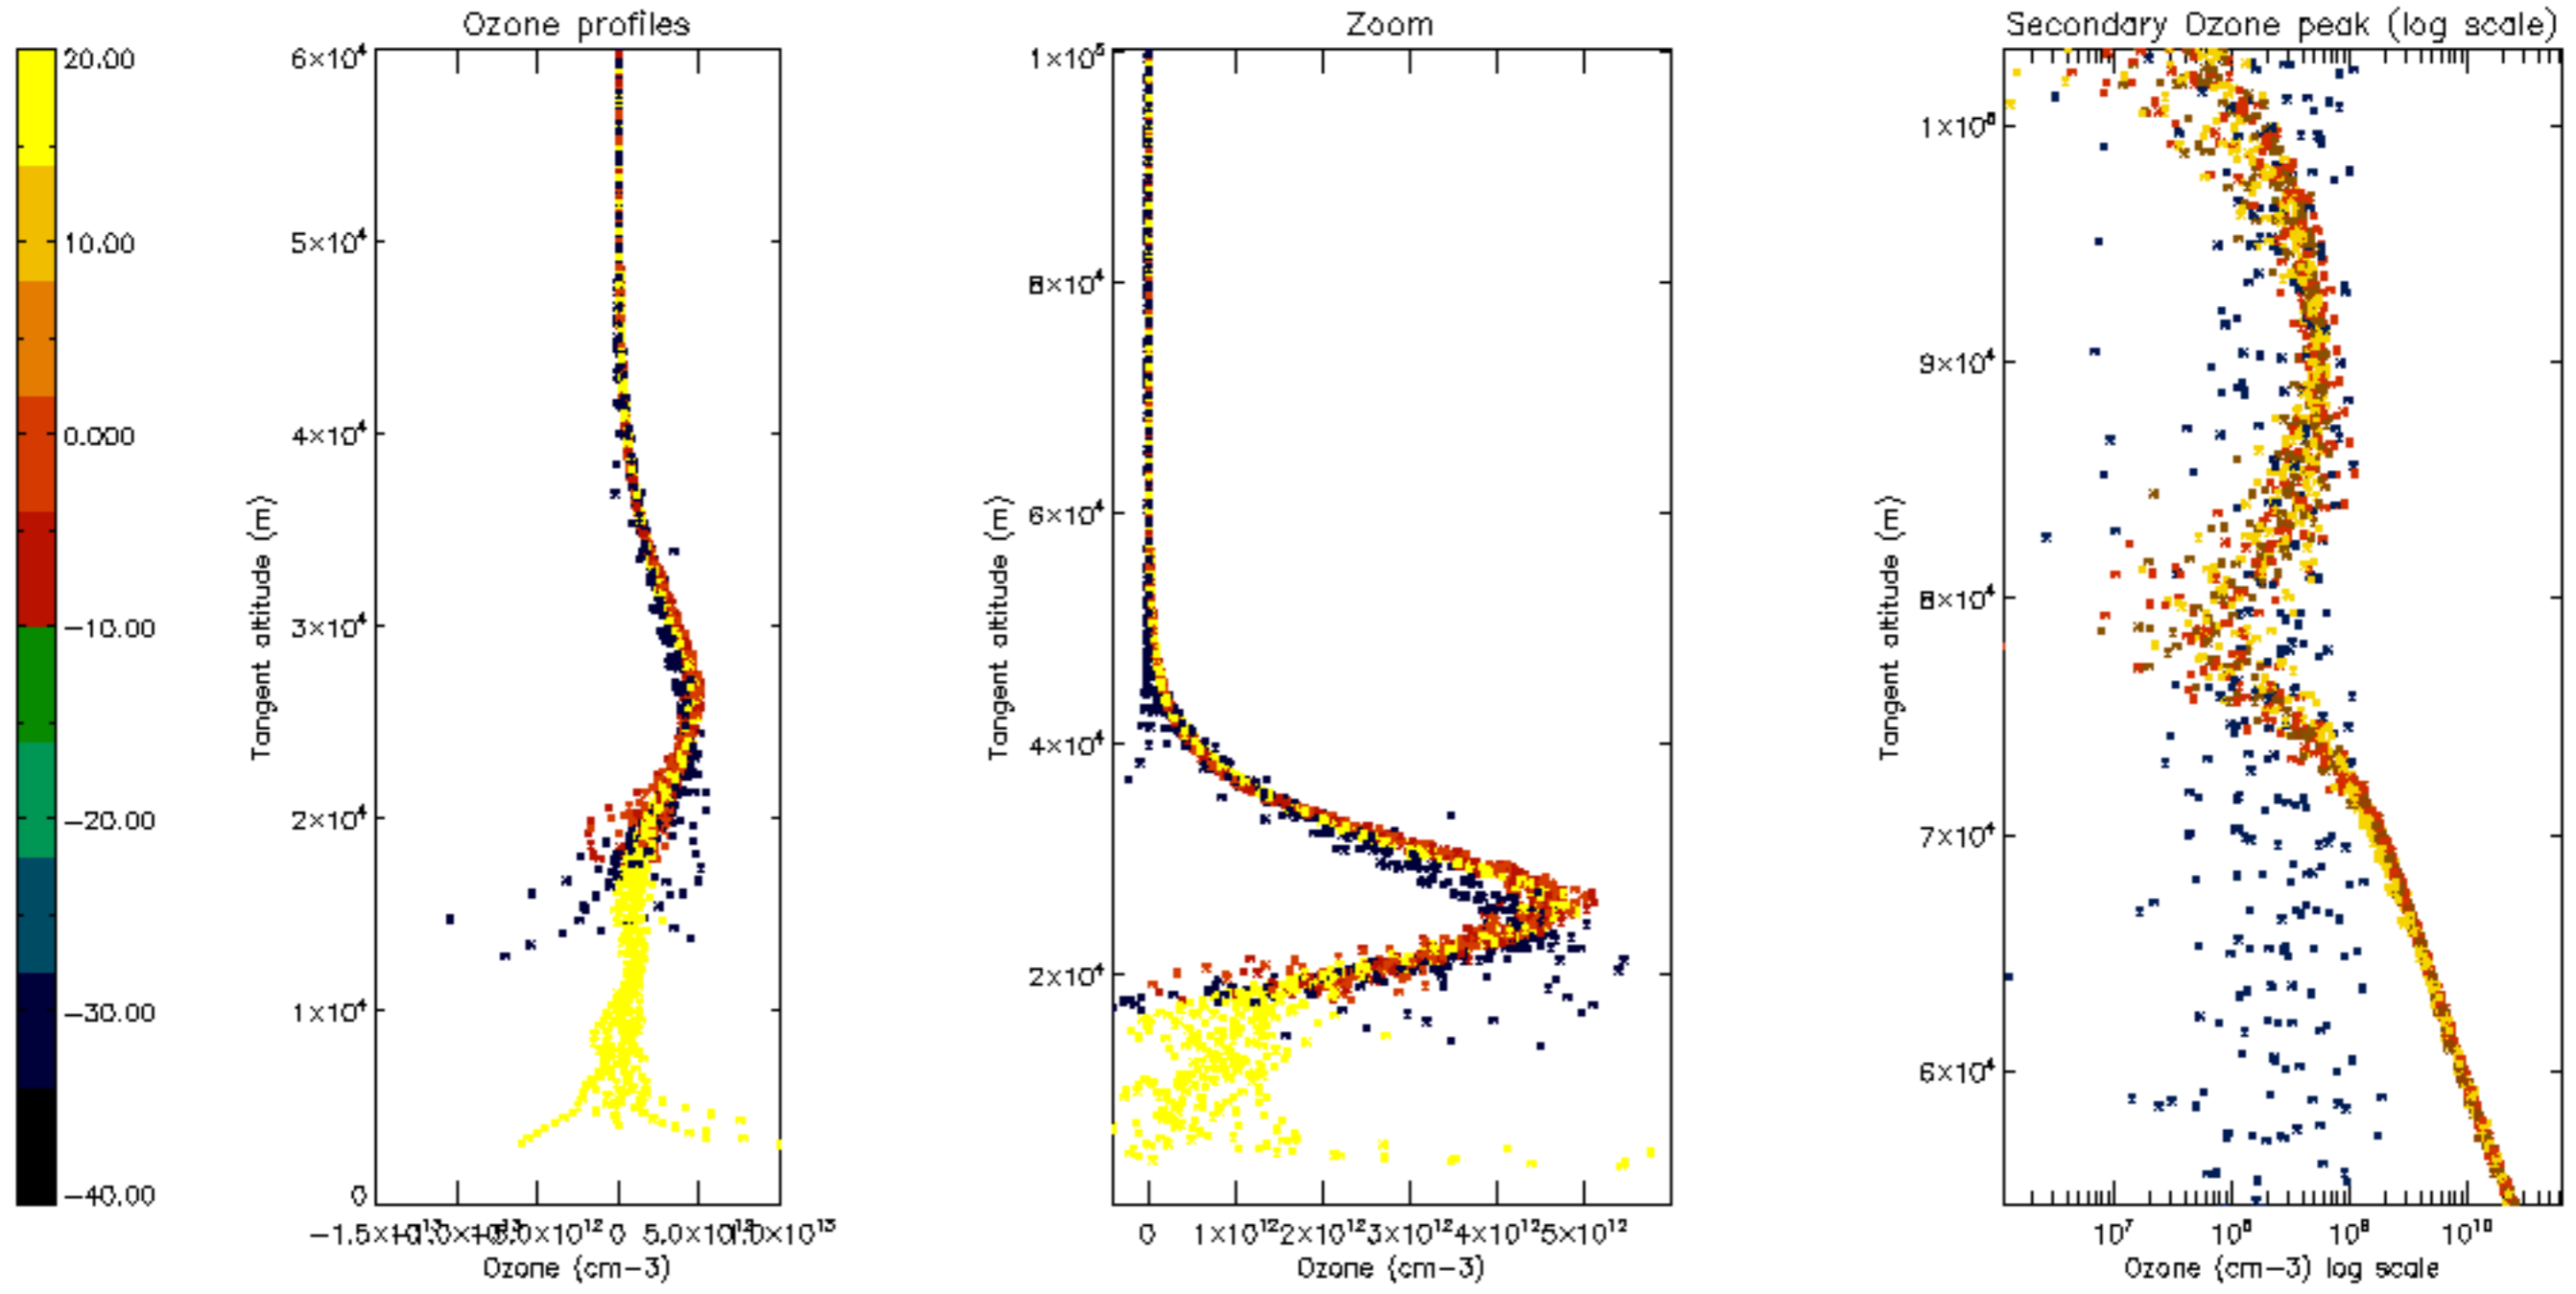 Ozone profiles
Zoom
Secondary Ozone peak (log scale)
20.00
10.00
0.000
−10.00
−20.00
−30.00
−40.00
Tangent altitude (m)
6×10⁴
5×10⁴
4×10⁴
3×10⁴
2×10⁴
1×10⁴
0
0
Ozone (cm−3)
Tangent altitude (m)
1×10⁵
8×10⁴
6×10⁴
4×10⁴
2×10⁴
0 1×10¹² 2×10¹² 3×10¹² 4×10¹² 5×10¹²
Ozone (cm−3)
Tangent altitude (m)
1×10⁵
9×10⁴
8×10⁴
7×10⁴
6×10⁴
10⁷ 10⁸ 10⁹ 10¹⁰
Ozone (cm−3) log scale